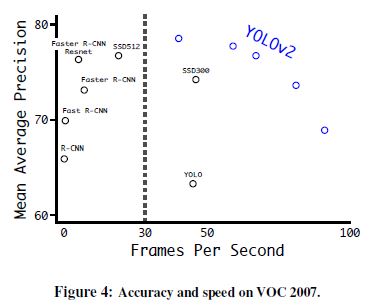 80
Faster R-CNN
Resnet
SSD512
YOLOv2
SSD300
Faster R-CNN
70
Fast R-CNN
R-CNN
YOLO
60
Mean Average Precision
0 30 50 100
Frames Per Second
Figure 4: Accuracy and speed on VOC 2007.